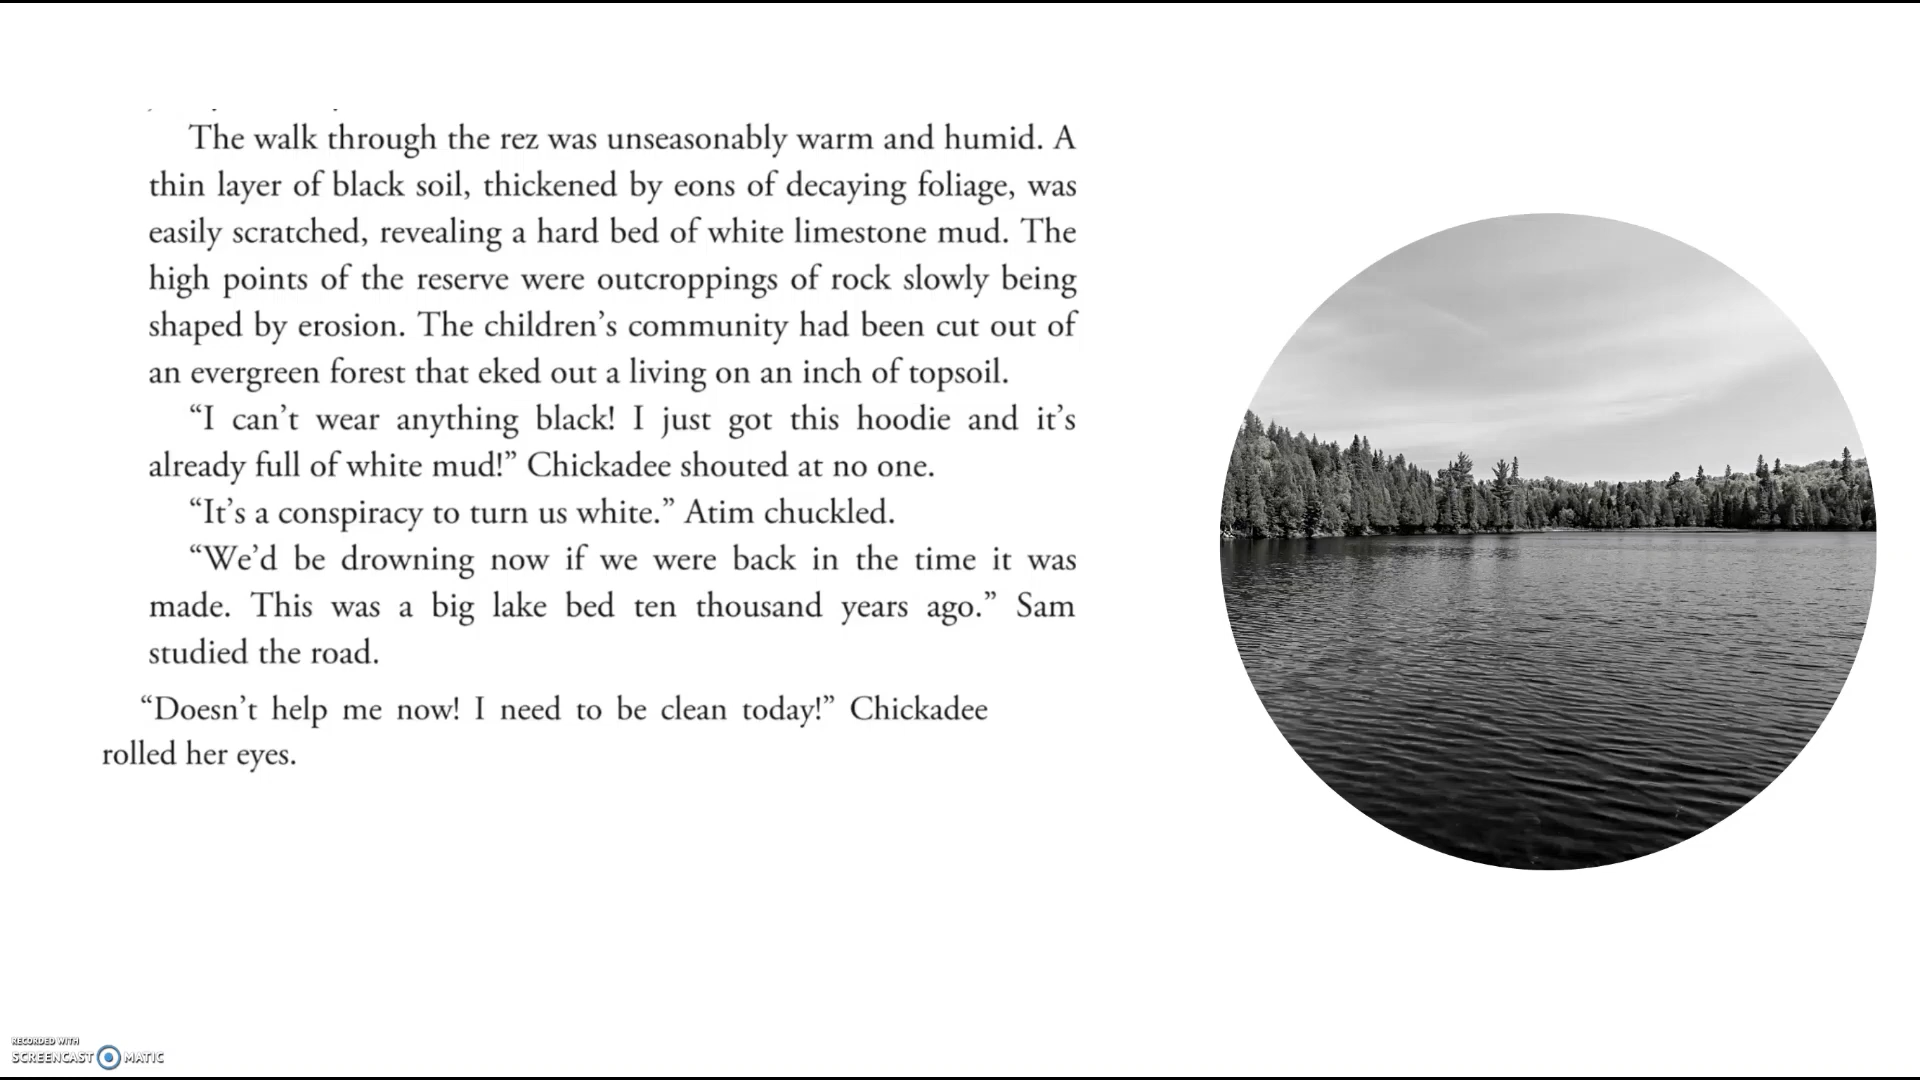 The walk through the rez was unseasonably warm and humid. A
thin layer of black soil, thickened by eons of decaying foliage, was
easily scratched, revealing a hard bed of white limestone mud. The
high points of the reserve were outcroppings of rock slowly being
shaped by erosion. The children’s community had been cut out of
an evergreen forest that eked out a living on an inch of topsoil.
“I can’t wear anything black! I just got this hoodie and it’s
already full of white mud!” Chickadee shouted at no one.
“It’s a conspiracy to turn us white.” Atim chuckled.
“We’d be drowning now if we were back in the time it was
made. This was a big lake bed ten thousand years ago.” Sam
studied the road.
“Doesn’t help me now! I need to be clean today!” Chickadee
rolled her eyes.
RECORDED WITH
SCREENCAST MATIC